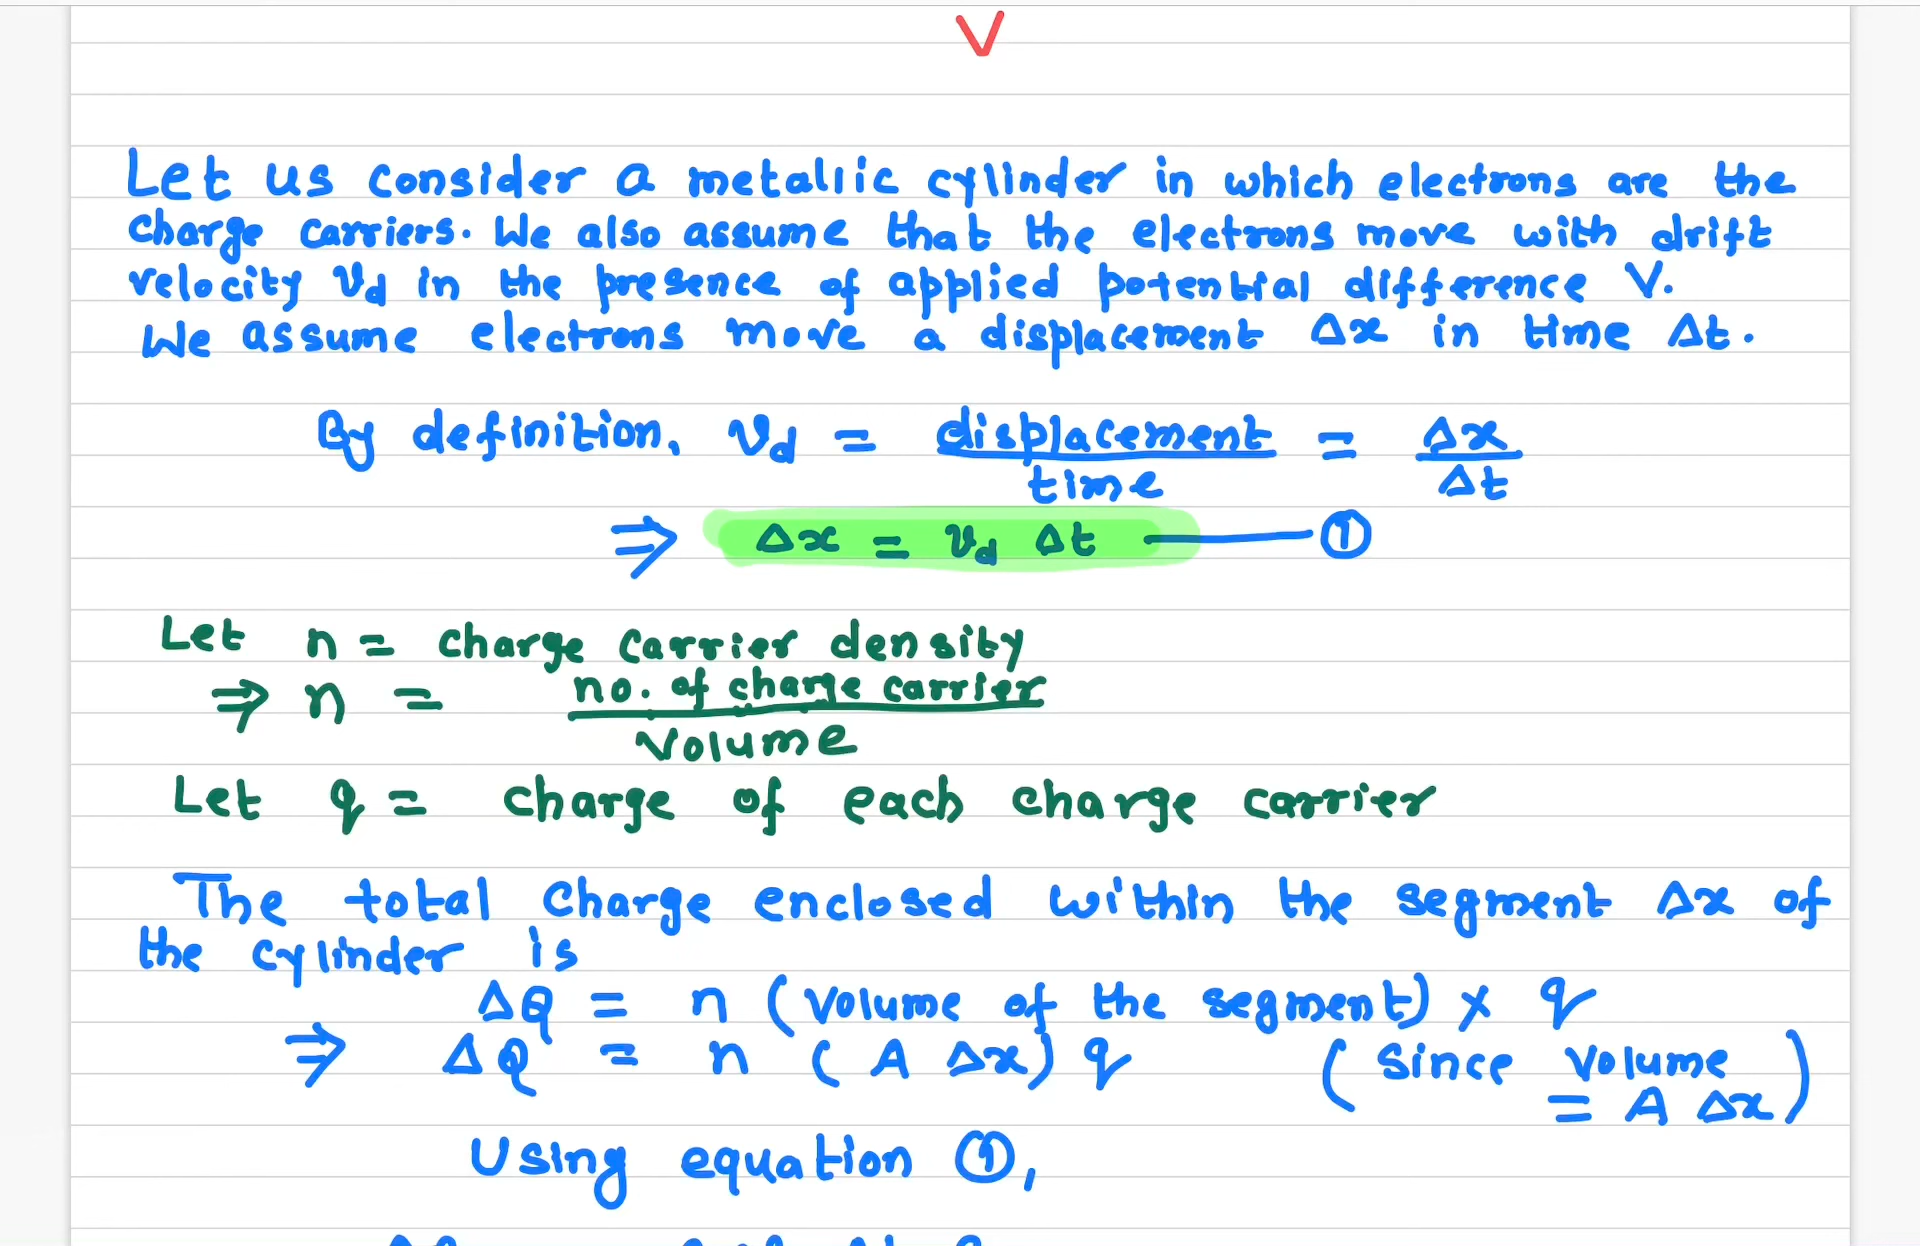 V
Let us consider a metallic cylinder in which electrons are the
charge carriers. We also assume that the electrons move with drift
velocity Vd in the presence of applied potential difference V.
We assume electrons move a displacement Δx in time Δt.
By definition, Vd = displacement / time = Δx / Δt
⇒ Δx = Vd Δt —— ①
Let n = charge carrier density
⇒ n = no. of charge carrier / Volume
Let q = charge of each charge carrier
The total charge enclosed within the segment Δx of
the cylinder is
ΔQ = n (volume of the segment) × q
⇒ ΔQ = n (A Δx) q (since volume = A Δx)
Using equation ①,